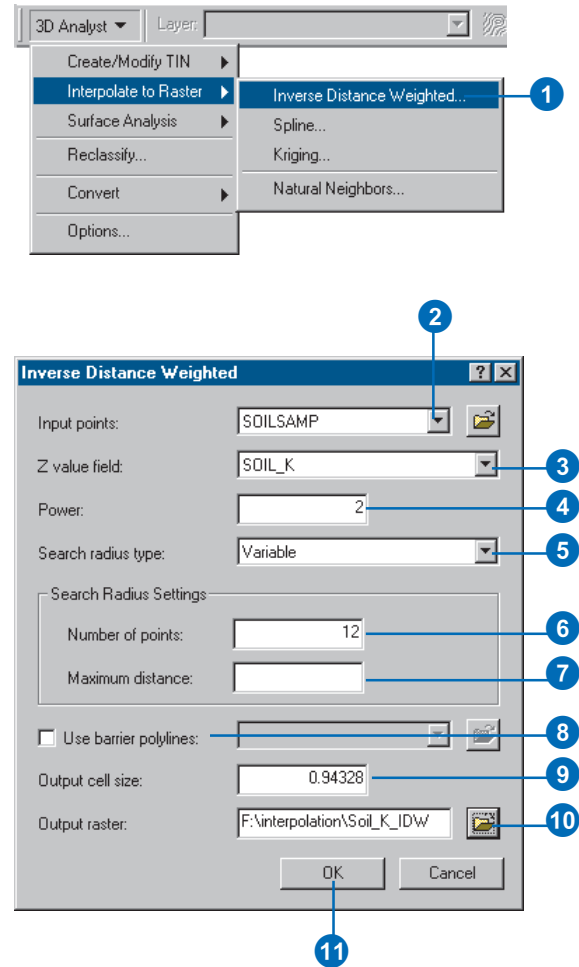 3D Analyst Layer:
Create/Modify TIN
Interpolate to Raster
Surface Analysis
Reclassify...
Convert
Options...
Inverse Distance Weighted... 1
Spline...
Kriging...
Natural Neighbors...
2
Inverse Distance Weighted ? X
Input points: SOILSAMP
Z value field: SOIL_K 3
Power: 2 4
Search radius type: Variable 5
Search Radius Settings
Number of points: 12 6
Maximum distance: 7
Use barrier polylines: 8
Output cell size: 0.94328 9
Output raster: F:\interpolation\Soil_K_IDW 10
OK Cancel
11